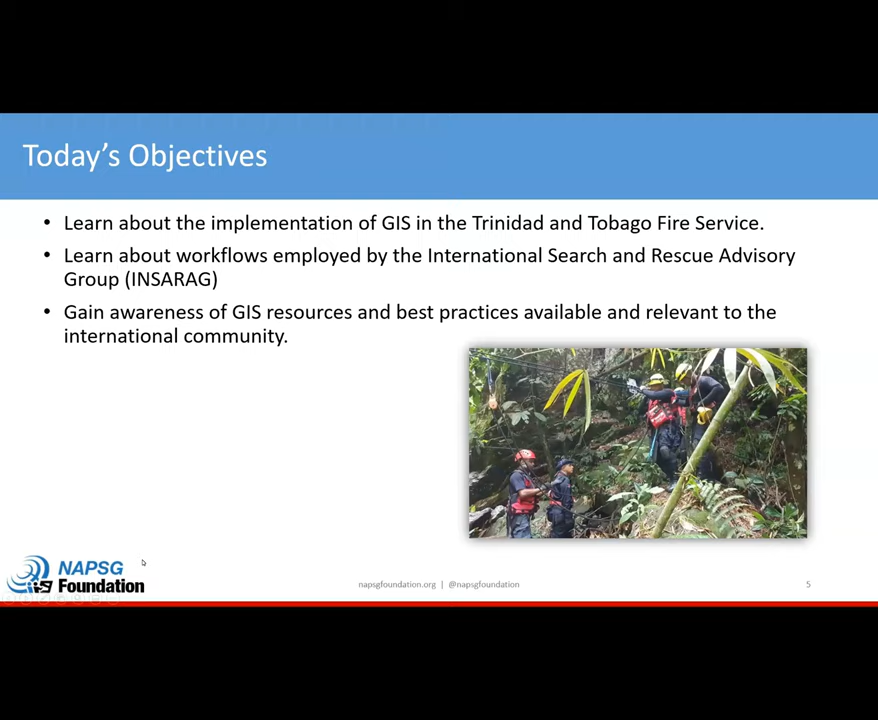 Today’s Objectives
• Learn about the implementation of GIS in the Trinidad and Tobago Fire Service.
• Learn about workflows employed by the International Search and Rescue Advisory
Group (INSARAG)
• Gain awareness of GIS resources and best practices available and relevant to the
international community.
NAPSG
Foundation
napsgfoundation.org | @napsgfoundation
5